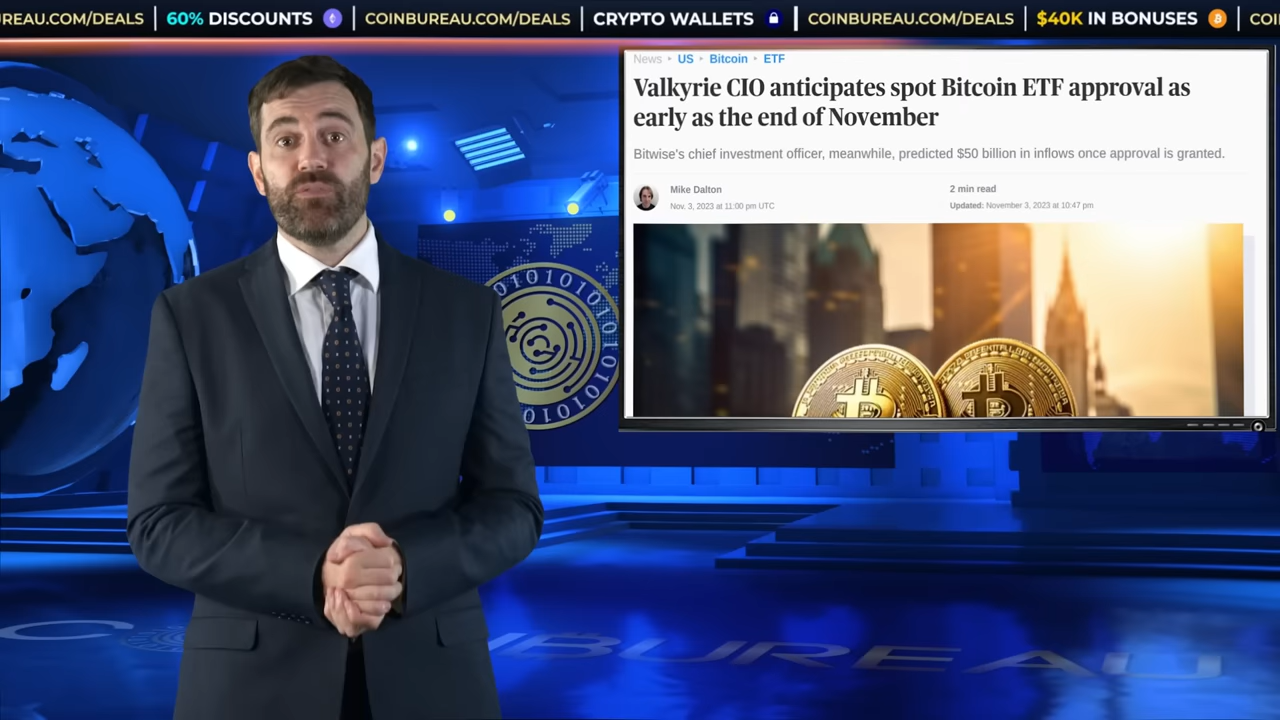 REAU.COM/DEALS | 60% DISCOUNTS | COINBUREAU.COM/DEALS | CRYPTO WALLETS | COINBUREAU.COM/DEALS | $40K IN BONUSES | COI
News ▸ US ▸ Bitcoin ▸ ETF
Valkyrie CIO anticipates spot Bitcoin ETF approval as
early as the end of November
Bitwise's chief investment officer, meanwhile, predicted $50 billion in inflows once approval is granted.
Mike Dalton
Nov. 3, 2023 at 11:00 pm UTC
2 min read
Updated: November 3, 2023 at 10:47 pm
C
INBUREAU